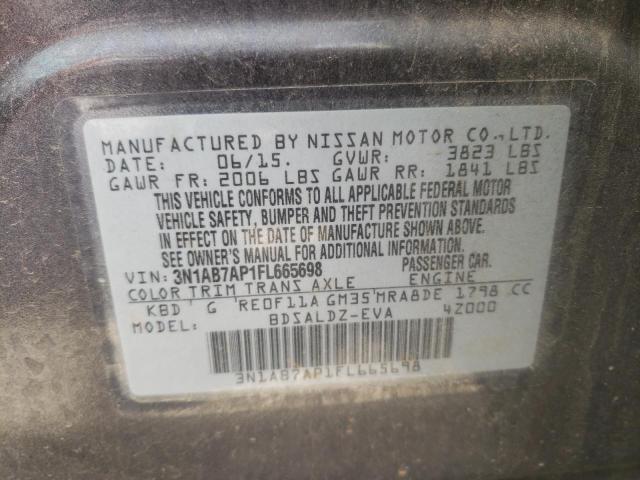 MANUFACTURED BY NISSAN MOTOR CO.,LTD.
DATE: 06/15. GVWR: 3823 LBS
GAWR FR: 2006 LBS GAWR RR: 1841 LBS
THIS VEHICLE CONFORMS TO ALL APPLICABLE FEDERAL MOTOR
VEHICLE SAFETY, BUMPER AND THEFT PREVENTION STANDARDS
IN EFFECT ON THE DATE OF MANUFACTURE SHOWN ABOVE.
SEE OWNER'S MANUAL FOR ADDITIONAL INFORMATION.
VIN: 3N1AB7AP1FL665698 PASSENGER CAR.
COLOR TRIM TRANS AXLE ENGINE
KBD G 'RE0F11A GM35'MRA8DE 1798 CC
MODEL: BDSALDZ-EVA 4Z000
3N1AB7AP1FL665698